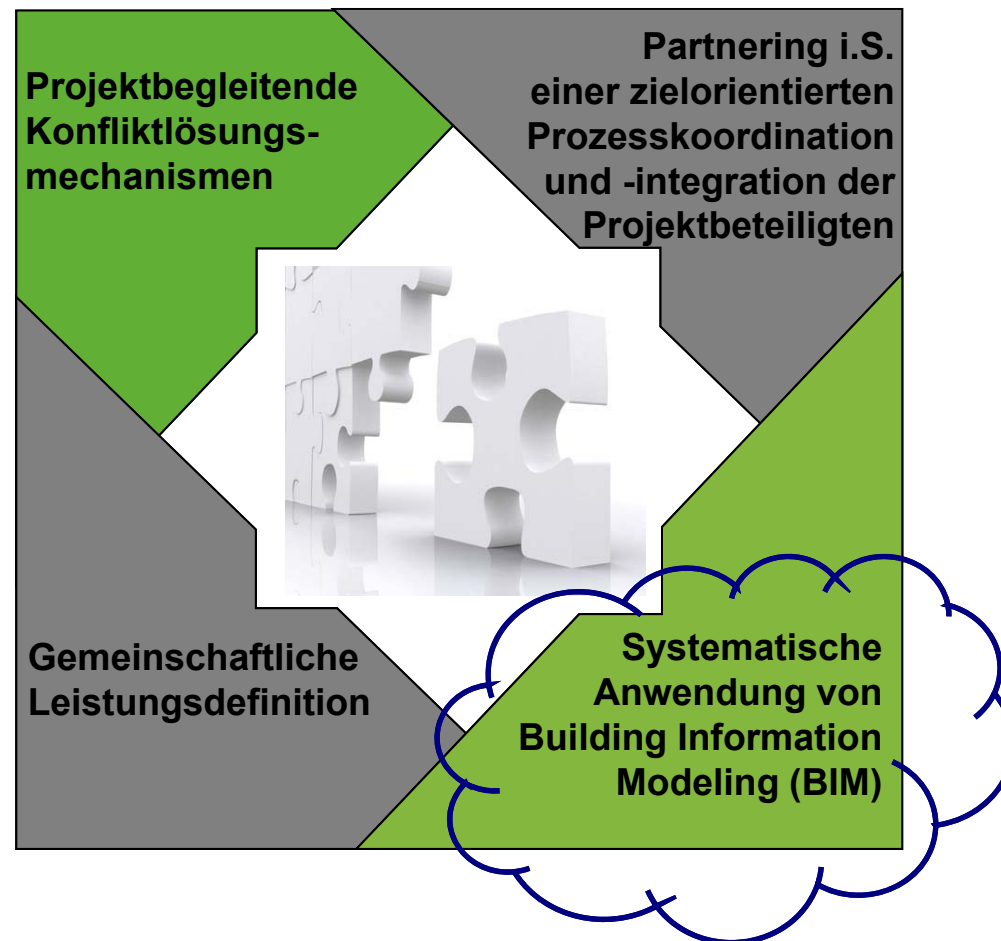 Projektbegleitende
Konfliktlösungs-
mechanismen
Partnering i.S.
einer zielorientierten
Prozesskoordination
und -integration der
Projektbeteiligten
Gemeinschaftliche
Leistungsdefinition
Systematische
Anwendung von
Building Information
Modeling (BIM)